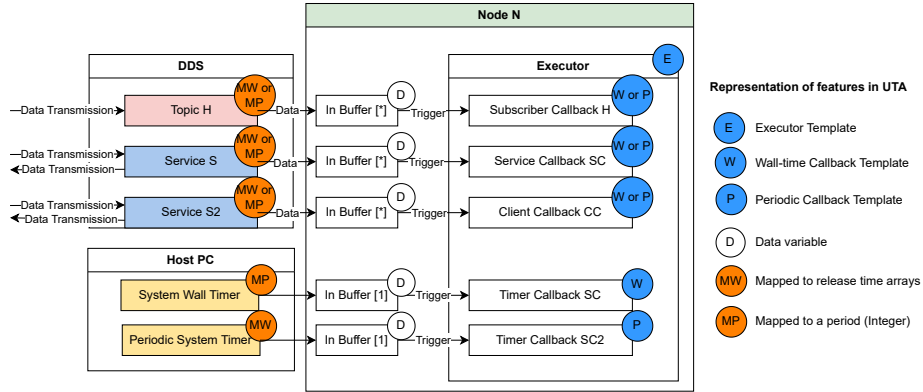 Node N
DDS
Executor
E
MW or
MP
D
W or P
Data Transmission
Topic H
Data
In Buffer [*]
Trigger
Subscriber Callback H
MW or
MP
D
W or P
Data Transmission
Data Transmission
Service S
Data
In Buffer [*]
Trigger
Service Callback SC
MW or
MP
D
W or P
Data Transmission
Data Transmission
Service S2
Data
In Buffer [*]
Trigger
Client Callback CC
Host PC
MP
D
W
System Wall Timer
In Buffer [1]
Trigger
Timer Callback SC
MW
D
P
Periodic System Timer
In Buffer [1]
Trigger
Timer Callback SC2
Representation of features in UTA
E
Executor Template
W
Wall-time Callback Template
P
Periodic Callback Template
D
Data variable
MW
Mapped to release time arrays
MP
Mapped to a period (Integer)